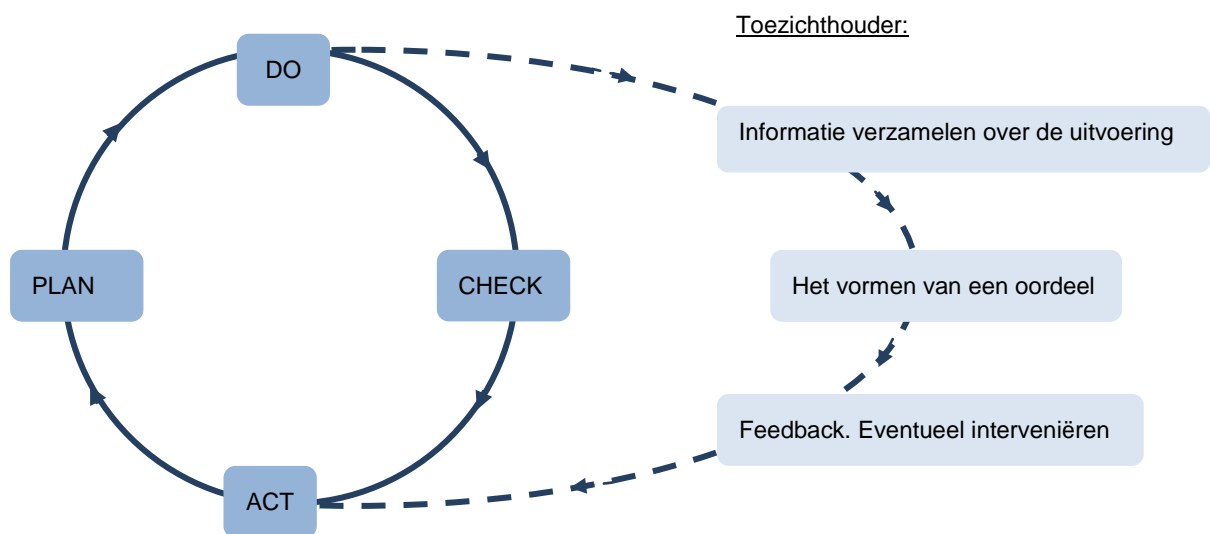 Toezichthouder:
DO
Informatie verzamelen over de uitvoering
PLAN
CHECK
Het vormen van een oordeel
Feedback. Eventueel interveniëren
ACT